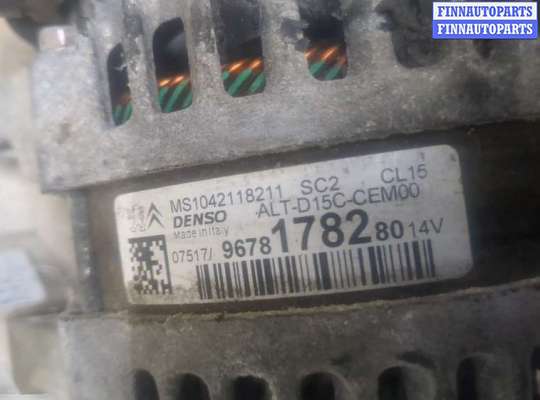 FINNAUTOPARTS
FINNAUTOPARTS
MS1042118211 SC2 CL15
DENSO ALT-D15C-CEM00
Made in Italy
07517/ 9678178280 14V